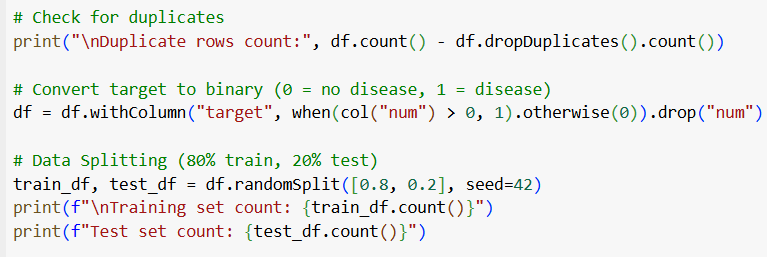 # Check for duplicates
print("\nDuplicate rows count:", df.count() - df.dropDuplicates().count())
# Convert target to binary (0 = no disease, 1 = disease)
df = df.withColumn("target", when(col("num") > 0, 1).otherwise(0)).drop("num")
# Data Splitting (80% train, 20% test)
train_df, test_df = df.randomSplit([0.8, 0.2], seed=42)
print(f"\nTraining set count: {train_df.count()}")
print(f"Test set count: {test_df.count()}")